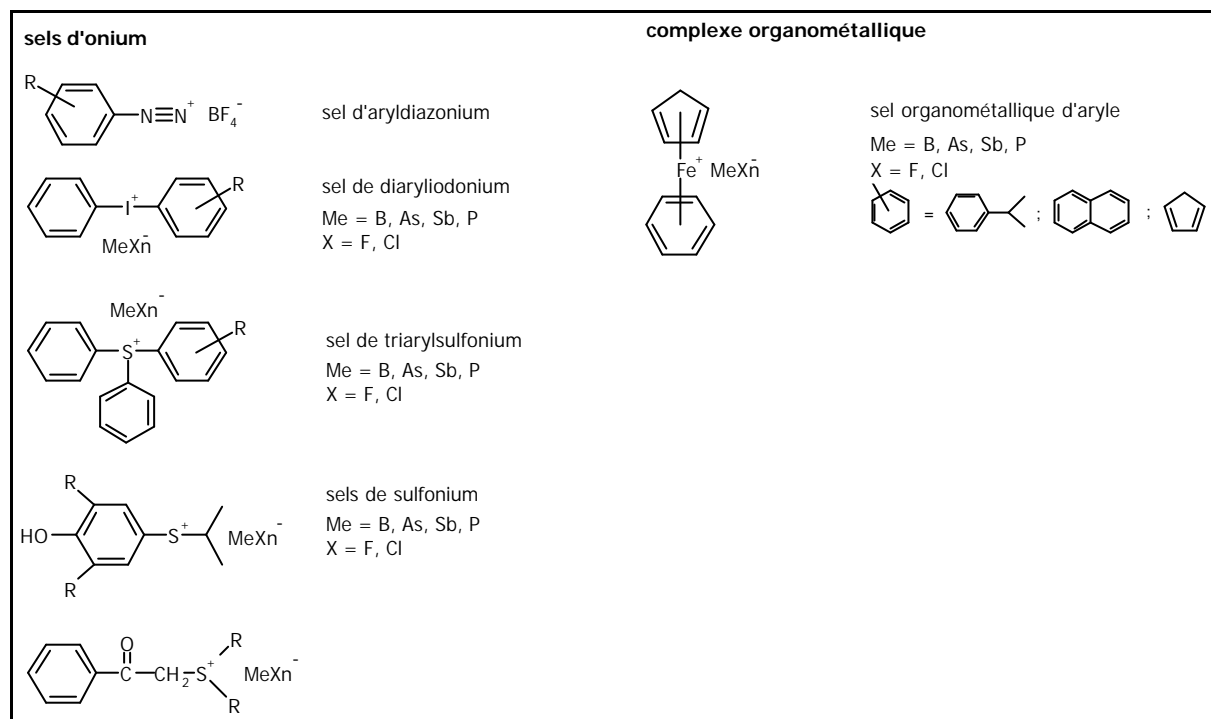 sels d'onium
R
N≡N+ BF4-
sel d'aryldiazonium
I+
R
MeXn-
sel de diaryliodonium
Me = B, As, Sb, P
X = F, Cl
MeXn-
S+
R
sel de triarylsulfonium
Me = B, As, Sb, P
X = F, Cl
R
HO
S+
MeXn-
R
sels de sulfonium
Me = B, As, Sb, P
X = F, Cl
O
C-CH2-S+
R
MeXn-
R
complexe organométallique
Fe+ MeXn-
sel organométallique d'aryle
Me = B, As, Sb, P
X = F, Cl
= ; ;